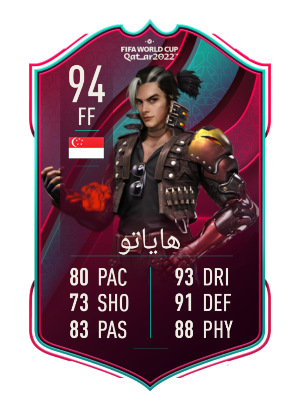 FIFA WORLD CUP
Qatar2022
94
FF
هاياتو
80 PAC 93 DRI
73 SHO 91 DEF
83 PAS 88 PHY